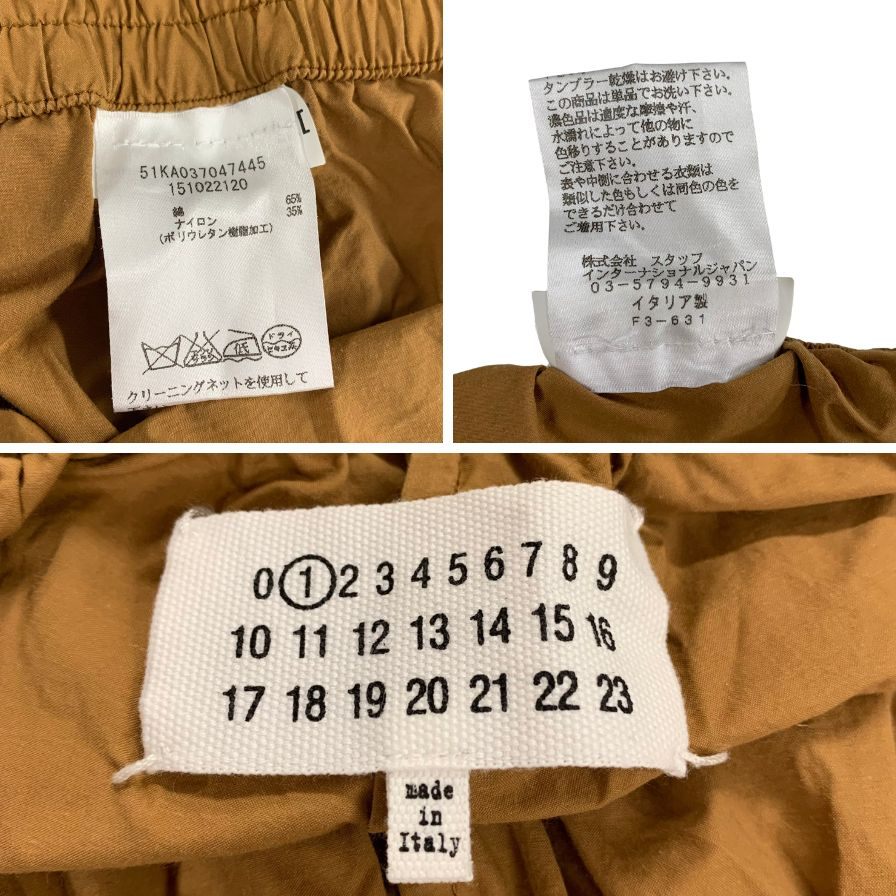 51KA037047445
151022120
綿 65%
ナイロン 35%
(ポリウレタン樹脂加工)
低
ドライ
セキユ系
クリーニングネットを使用して
タンブラー乾燥はお避け下さい。
この商品は単品でお洗い下さい。
濃色品は過度な摩擦や汗、
水濡れによって他の物に
色移りすることがありますので
ご注意下さい。
表や中側に合わせる衣類は
類似した色もしくは同色の色を
できるだけ合わせて
ご着用下さい。
株式会社 スタッフ
インターナショナルジャパン
03-5794-9931
イタリア製
F3-631
0 1 2 3 4 5 6 7 8 9
10 11 12 13 14 15 16
17 18 19 20 21 22 23
made
in
Italy